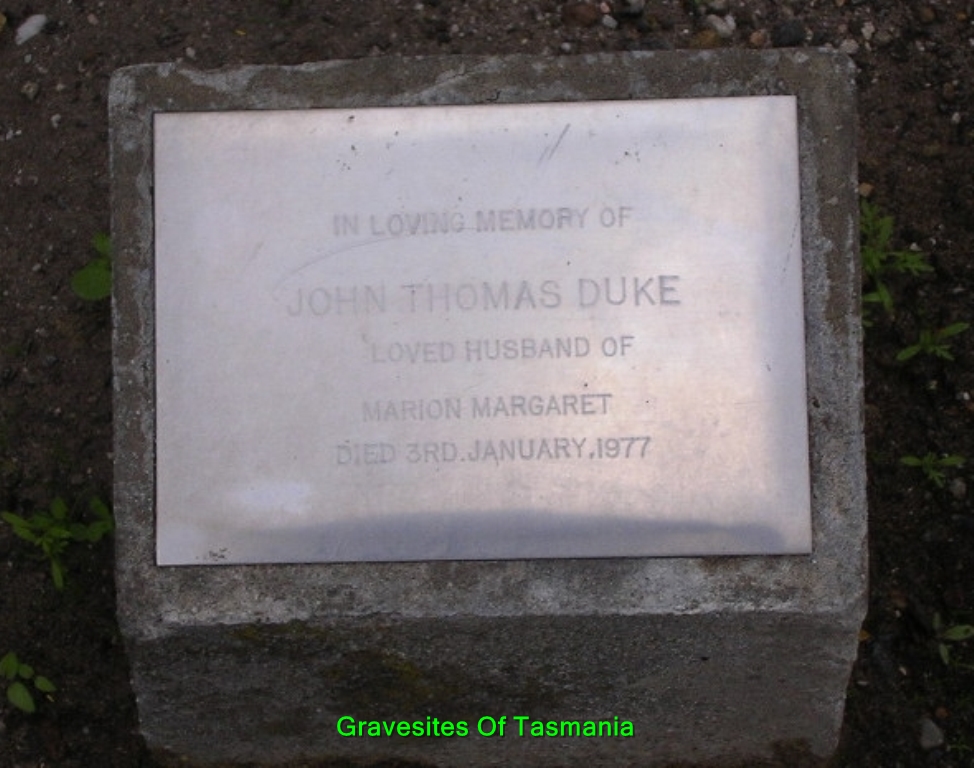 IN LOVING MEMORY OF
JOHN THOMAS DUKE
LOVED HUSBAND OF
MARION MARGARET
DIED 3RD.JANUARY,1977
Gravesites Of Tasmania